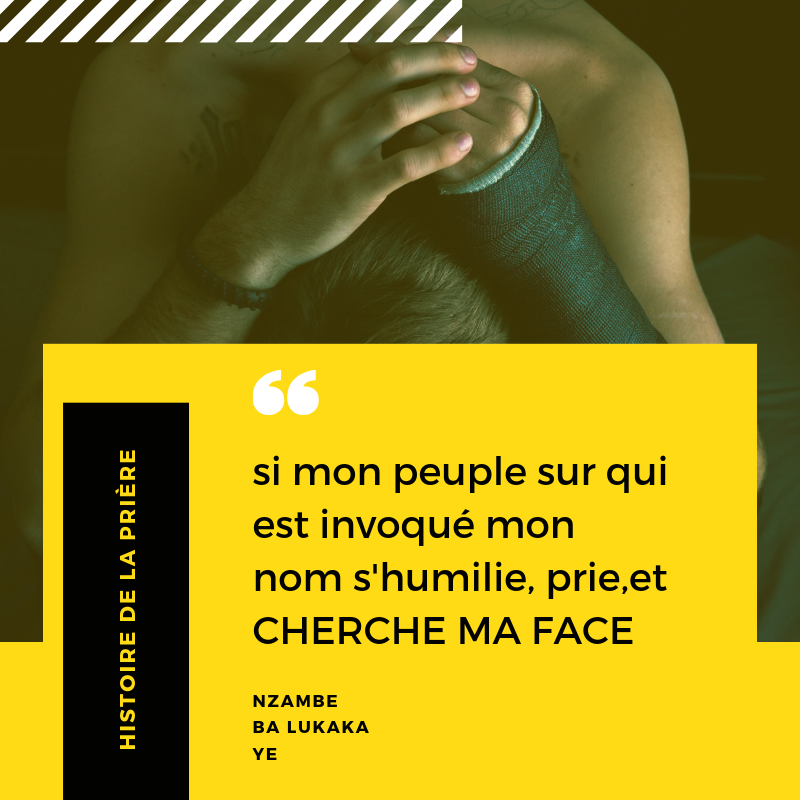 HISTOIRE DE LA PRIÈRE
“
si mon peuple sur qui
est invoqué mon
nom s'humilie, prie,et
CHERCHE MA FACE
NZAMBE
BA LUKAKA
YE